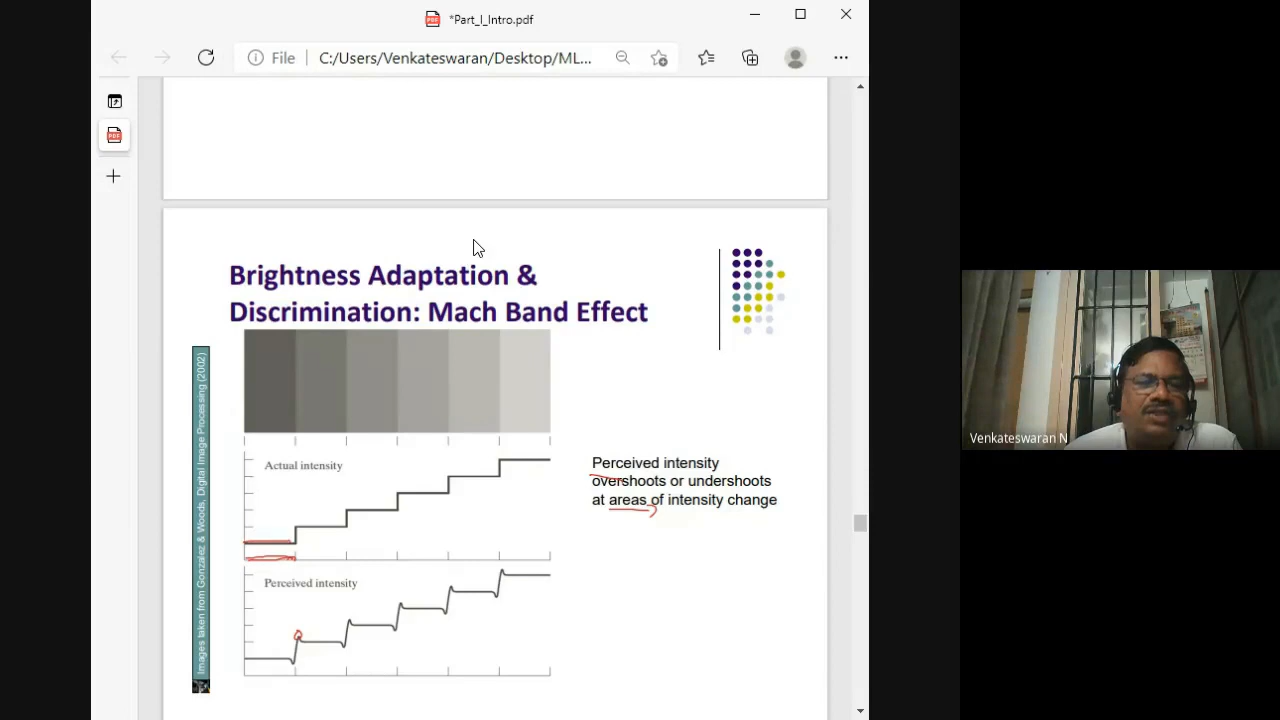 *Part_I_Intro.pdf
File C:/Users/Venkateswaran/Desktop/ML...
Brightness Adaptation &
Discrimination: Mach Band Effect
Images taken from Gonzalez & Woods, Digital Image Processing (2002)
Actual intensity
Perceived intensity
overshoots or undershoots
at areas of intensity change
Perceived intensity
Venkateswaran N